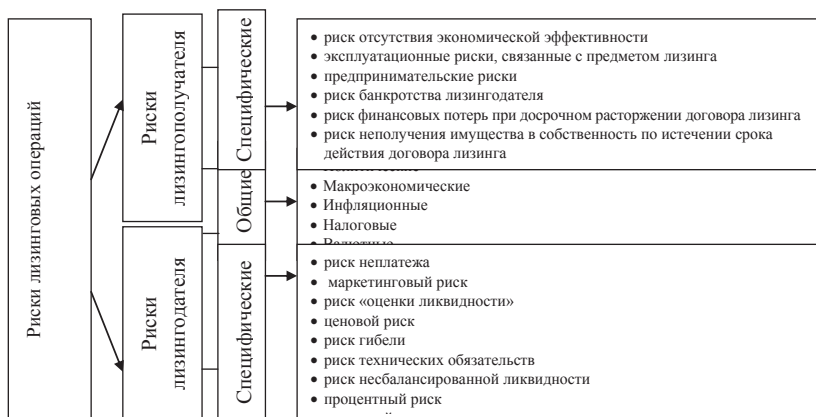 Риски лизинговых операций
Риски
лизингополучателя
Специфические
• риск отсутствия экономической эффективности
• эксплуатационные риски, связанные с предметом лизинга
• предпринимательские риски
• риск банкротства лизингодателя
• риск финансовых потерь при досрочном расторжении договора лизинга
• риск неполучения имущества в собственность по истечении срока
действия договора лизинга
Общие
• Макроэкономические
• Инфляционные
• Налоговые
• Валютные
Риски
лизингодателя
Специфические
• риск неплатежа
• маркетинговый риск
• риск «оценки ликвидности»
• ценовой риск
• риск гибели
• риск технических обязательств
• риск несбалансированной ликвидности
• процентный риск